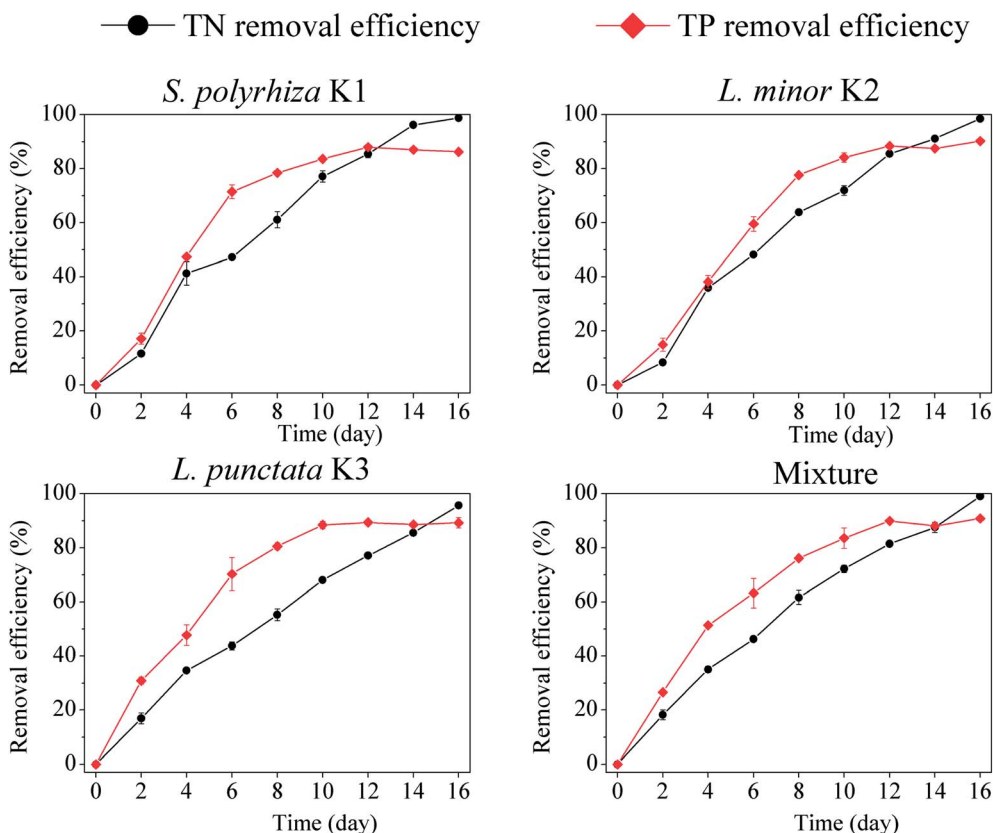 TN removal efficiency
TP removal efficiency
S. polyrhiza K1
Removal efficiency (%)
100
80
60
40
20
0
0 2 4 6 8 10 12 14 16
Time (day)
L. minor K2
Removal efficiency (%)
100
80
60
40
20
0
0 2 4 6 8 10 12 14 16
Time (day)
L. punctata K3
Removal efficiency (%)
100
80
60
40
20
0
0 2 4 6 8 10 12 14 16
Time (day)
Mixture
Removal efficiency (%)
100
80
60
40
20
0
0 2 4 6 8 10 12 14 16
Time (day)